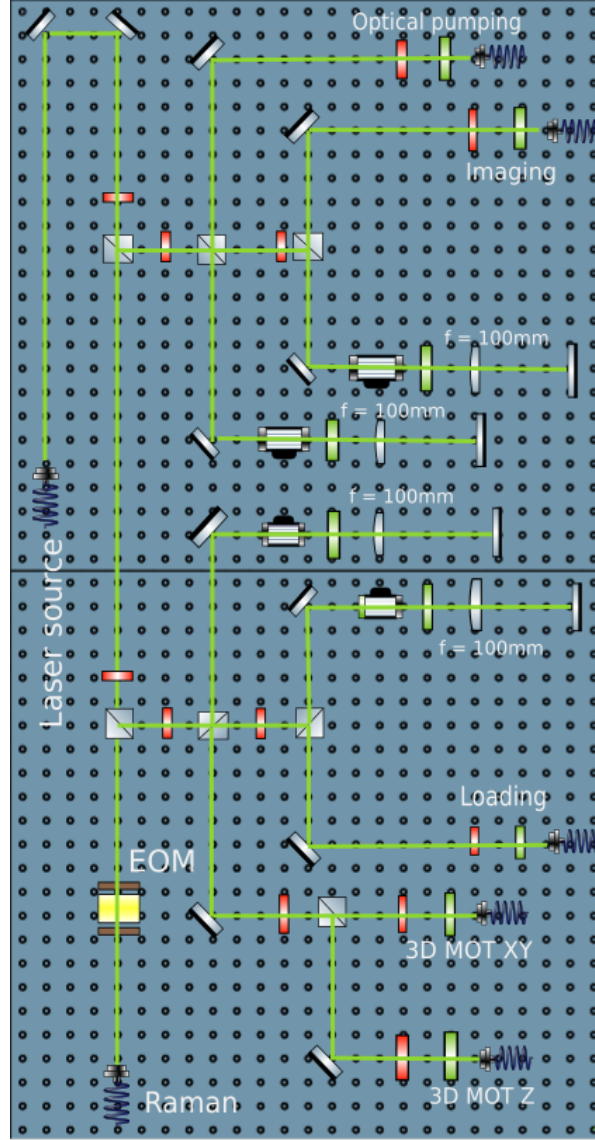 Optical pumping
Imaging
f = 100mm
f = 100mm
f = 100mm
Laser source
f = 100mm
Loading
EOM
3D MOT XY
Raman
3D MOT Z